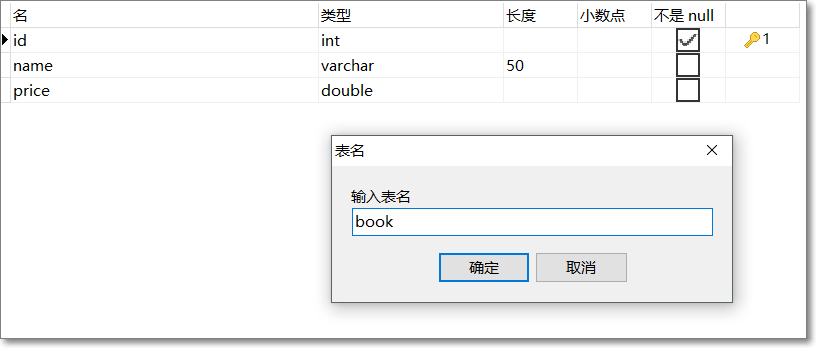 名 类型 长度 小数点 不是 null
id int 1
name varchar 50
price double
表名
输入表名
book
确定 取消